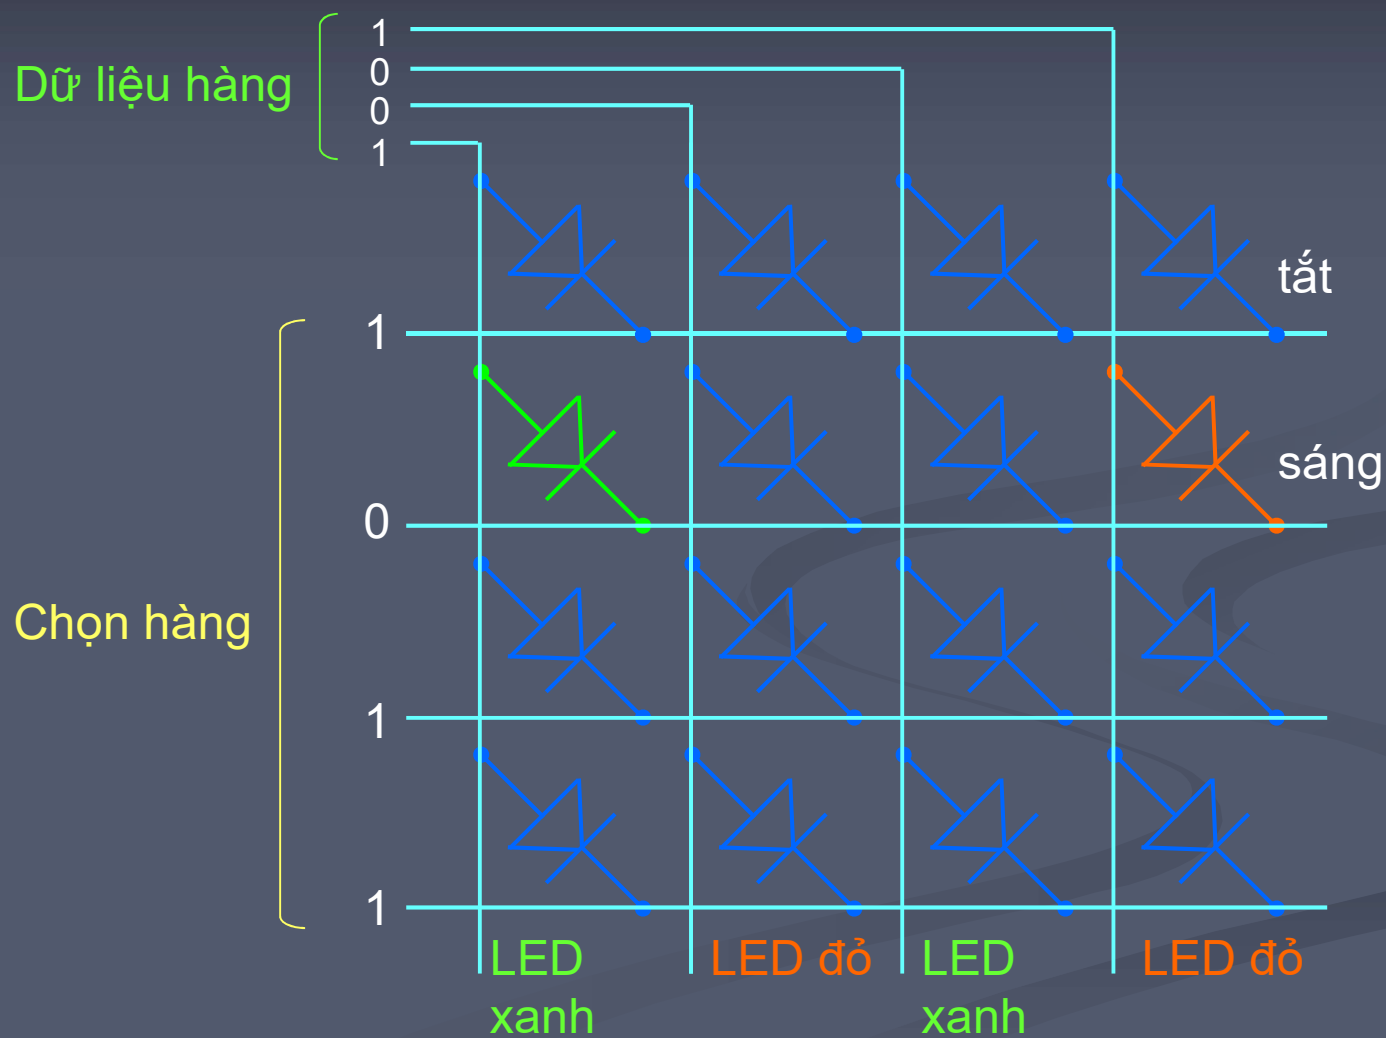 1
0
Dữ liệu hàng
0
1
tắt
1
sáng
0
Chọn hàng
1
1
LED xanh
LED đỏ
LED xanh
LED đỏ